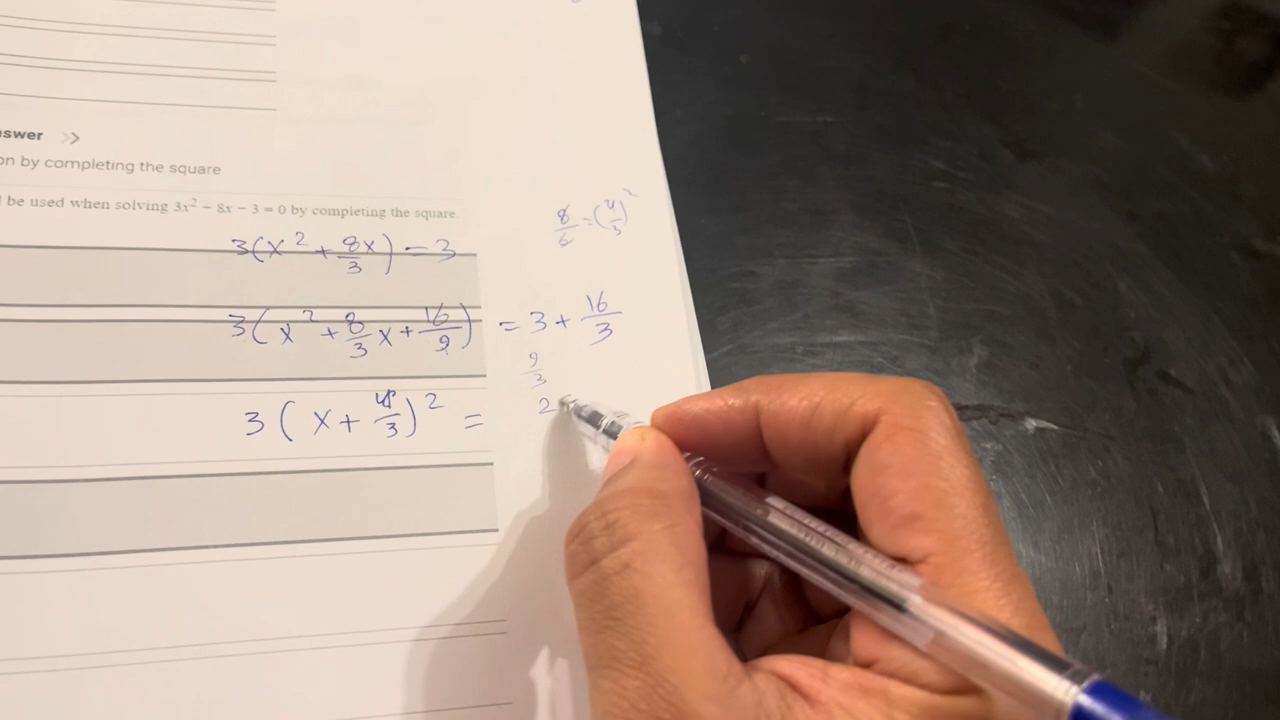 swer >>
on by completing the square
l be used when solving 3x² + 8x − 3 = 0 by completing the square.
8/6 = (4/3)²
3(x² + 8x/3) = 3
3(x² + 8/3 x + 16/9) = 3 + 16/3
9/3
3(x + 4/3)² =
2